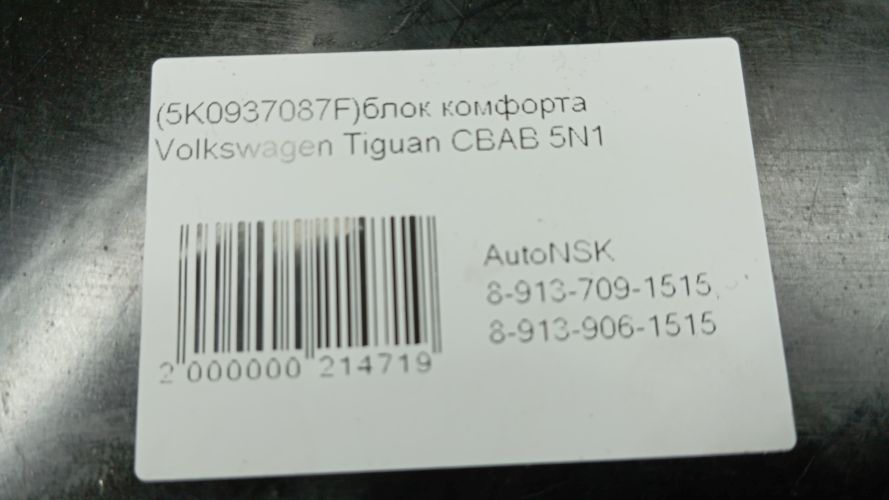 (5K0937087F)блок комфорта
Volkswagen Tiguan CBAB 5N1
AutoNSK
8-913-709-1515,
8-913-906-1515
2 000000 214719